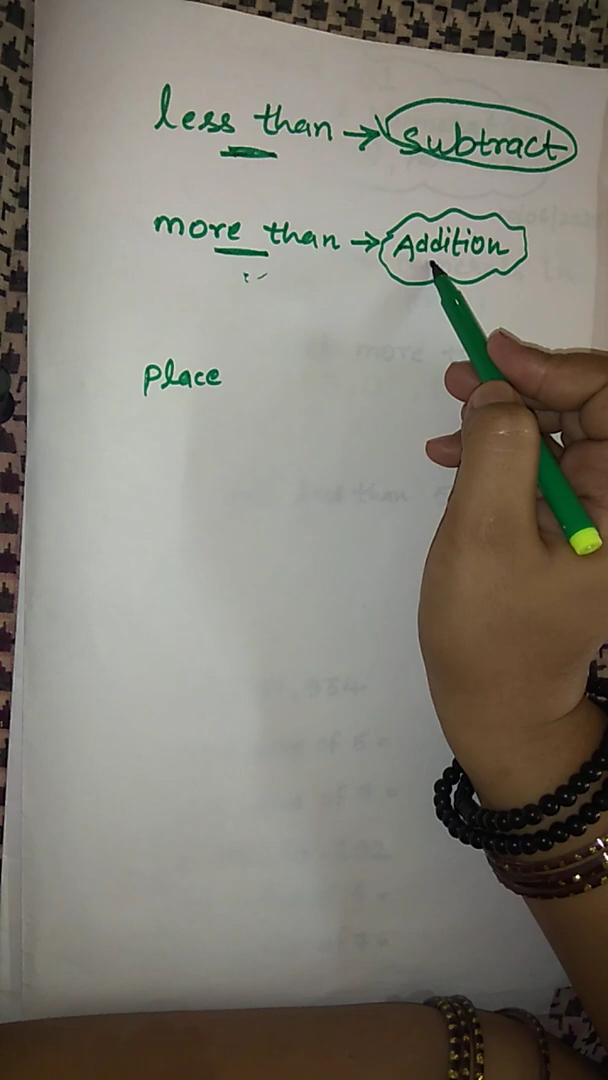 less than → Subtract
more than → Addition
place